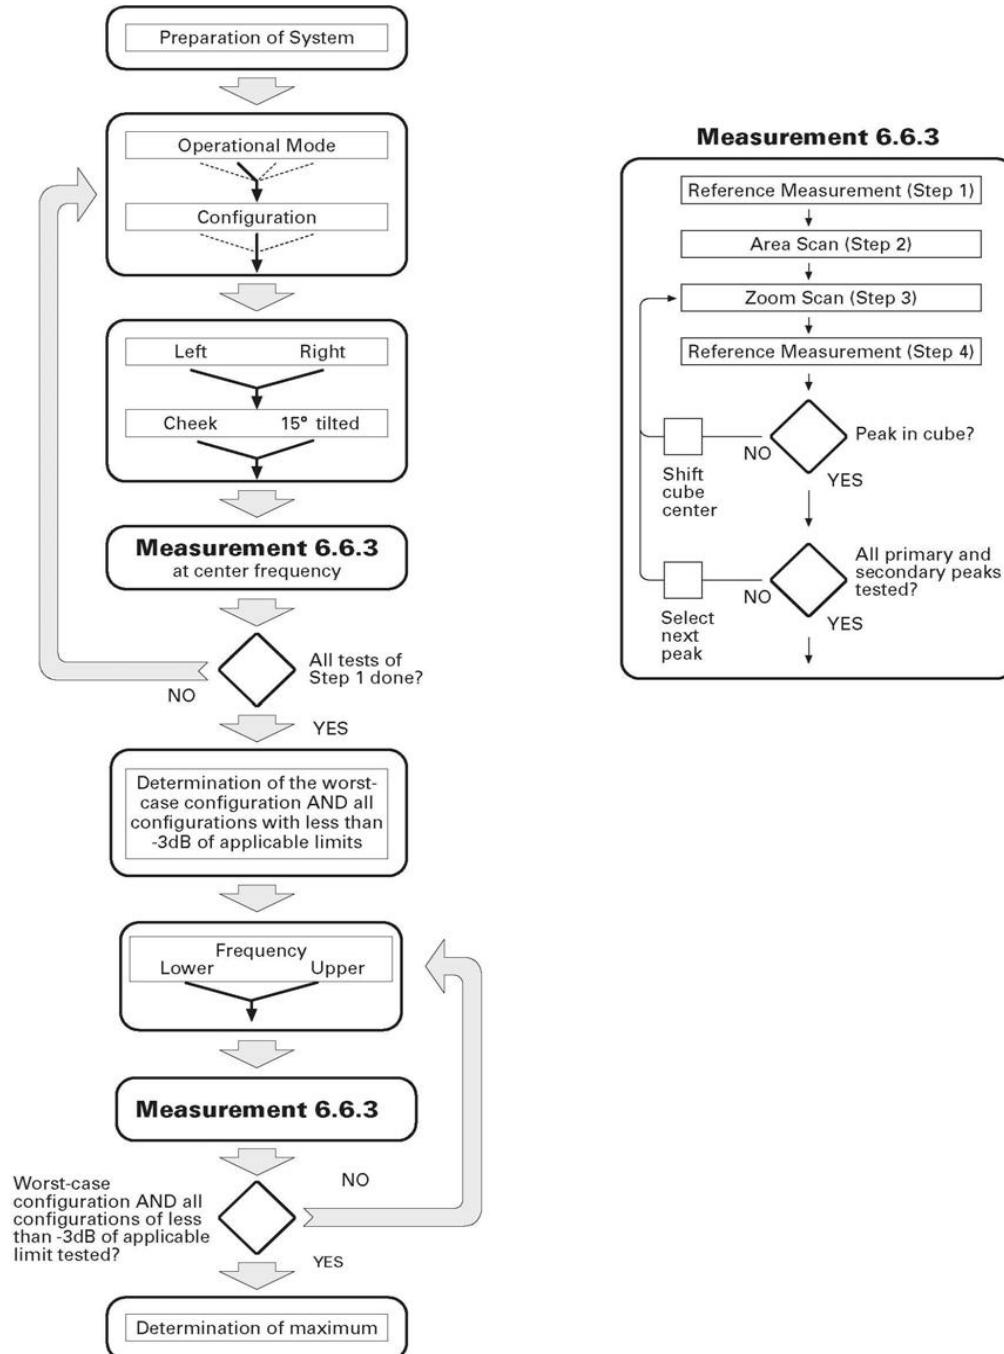 Preparation of System
Operational Mode
Configuration
Left Right
Cheek 15° tilted
Measurement 6.6.3
at center frequency
All tests of
Step 1 done?
NO
YES
Determination of the worst-
case configuration AND all
configurations with less than
-3dB of applicable limits
Frequency
Lower Upper
Measurement 6.6.3
Worst-case
configuration AND all
configurations of less
than -3dB of applicable
limit tested?
NO
YES
Determination of maximum
Measurement 6.6.3
Reference Measurement (Step 1)
Area Scan (Step 2)
Zoom Scan (Step 3)
Reference Measurement (Step 4)
Peak in cube?
NO
YES
Shift
cube
center
All primary and
secondary peaks
tested?
NO
YES
Select
next
peak